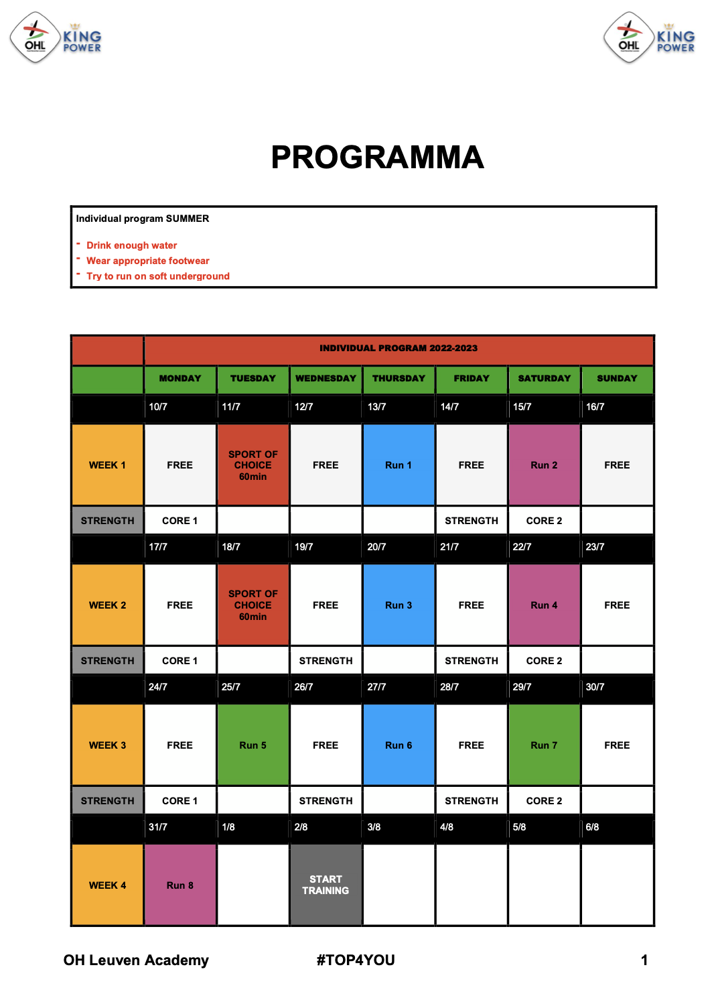 OHL KING POWER
OHL KING POWER
PROGRAMMA
Individual program SUMMER
- Drink enough water
- Wear appropriate footwear
- Try to run on soft underground
INDIVIDUAL PROGRAM 2022-2023
MONDAY TUESDAY WEDNESDAY THURSDAY FRIDAY SATURDAY SUNDAY
10/7 11/7 12/7 13/7 14/7 15/7 16/7
WEEK 1 FREE SPORT OF CHOICE 60min FREE Run 1 FREE Run 2 FREE
STRENGTH CORE 1 STRENGTH CORE 2
17/7 18/7 19/7 20/7 21/7 22/7 23/7
WEEK 2 FREE SPORT OF CHOICE 60min FREE Run 3 FREE Run 4 FREE
STRENGTH CORE 1 STRENGTH STRENGTH CORE 2
24/7 25/7 26/7 27/7 28/7 29/7 30/7
WEEK 3 FREE Run 5 FREE Run 6 FREE Run 7 FREE
STRENGTH CORE 1 STRENGTH STRENGTH CORE 2
31/7 1/8 2/8 3/8 4/8 5/8 6/8
WEEK 4 Run 8 START TRAINING
OH Leuven Academy #TOP4YOU 1